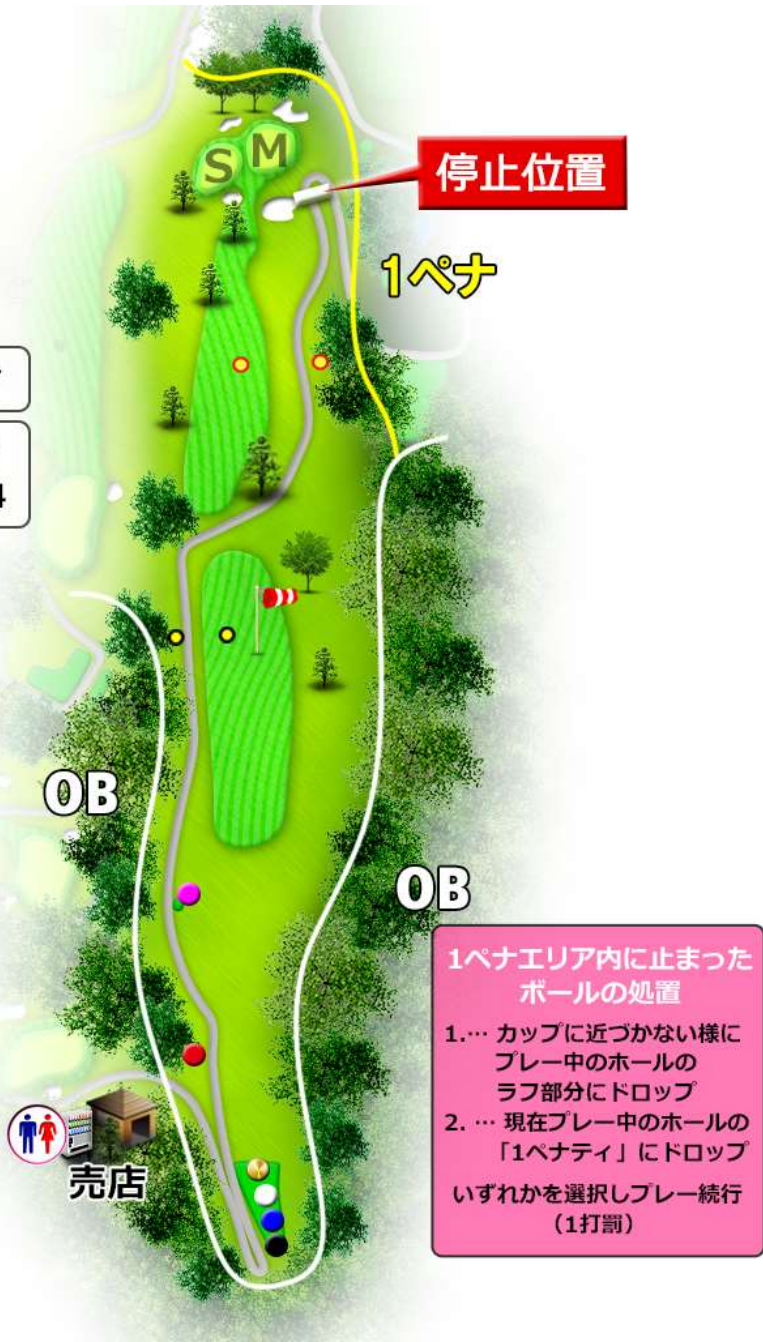 S M
停止位置
1ペナ
4
OB
OB
1ペナエリア内に止まった
ボールの処置
1.… カップに近づかない様に
プレー中のホールの
ラフ部分にドロップ
2. … 現在プレー中のホールの
「1ペナティ」にドロップ
いずれかを選択しプレー続行
(1打罰)
売店